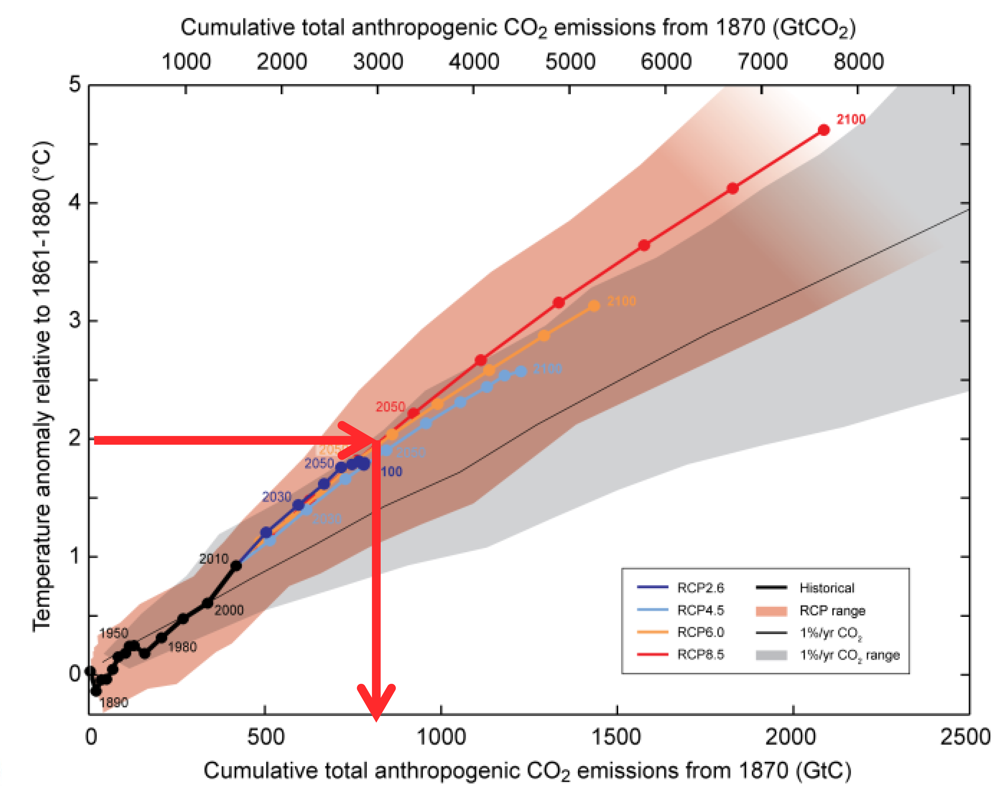 Cumulative total anthropogenic CO₂ emissions from 1870 (GtCO₂)
1000 2000 3000 4000 5000 6000 7000 8000
5
4
3
2
1
0
Temperature anomaly relative to 1861-1880 (°C)
2100
2100
2100
2050
2050
2050
2050
100
2030
2030
2010
2000
1950
1980
1890
RCP2.6 Historical
RCP4.5 RCP range
RCP6.0 1%/yr CO₂
RCP8.5 1%/yr CO₂ range
0 500 1000 1500 2000 2500
Cumulative total anthropogenic CO₂ emissions from 1870 (GtC)